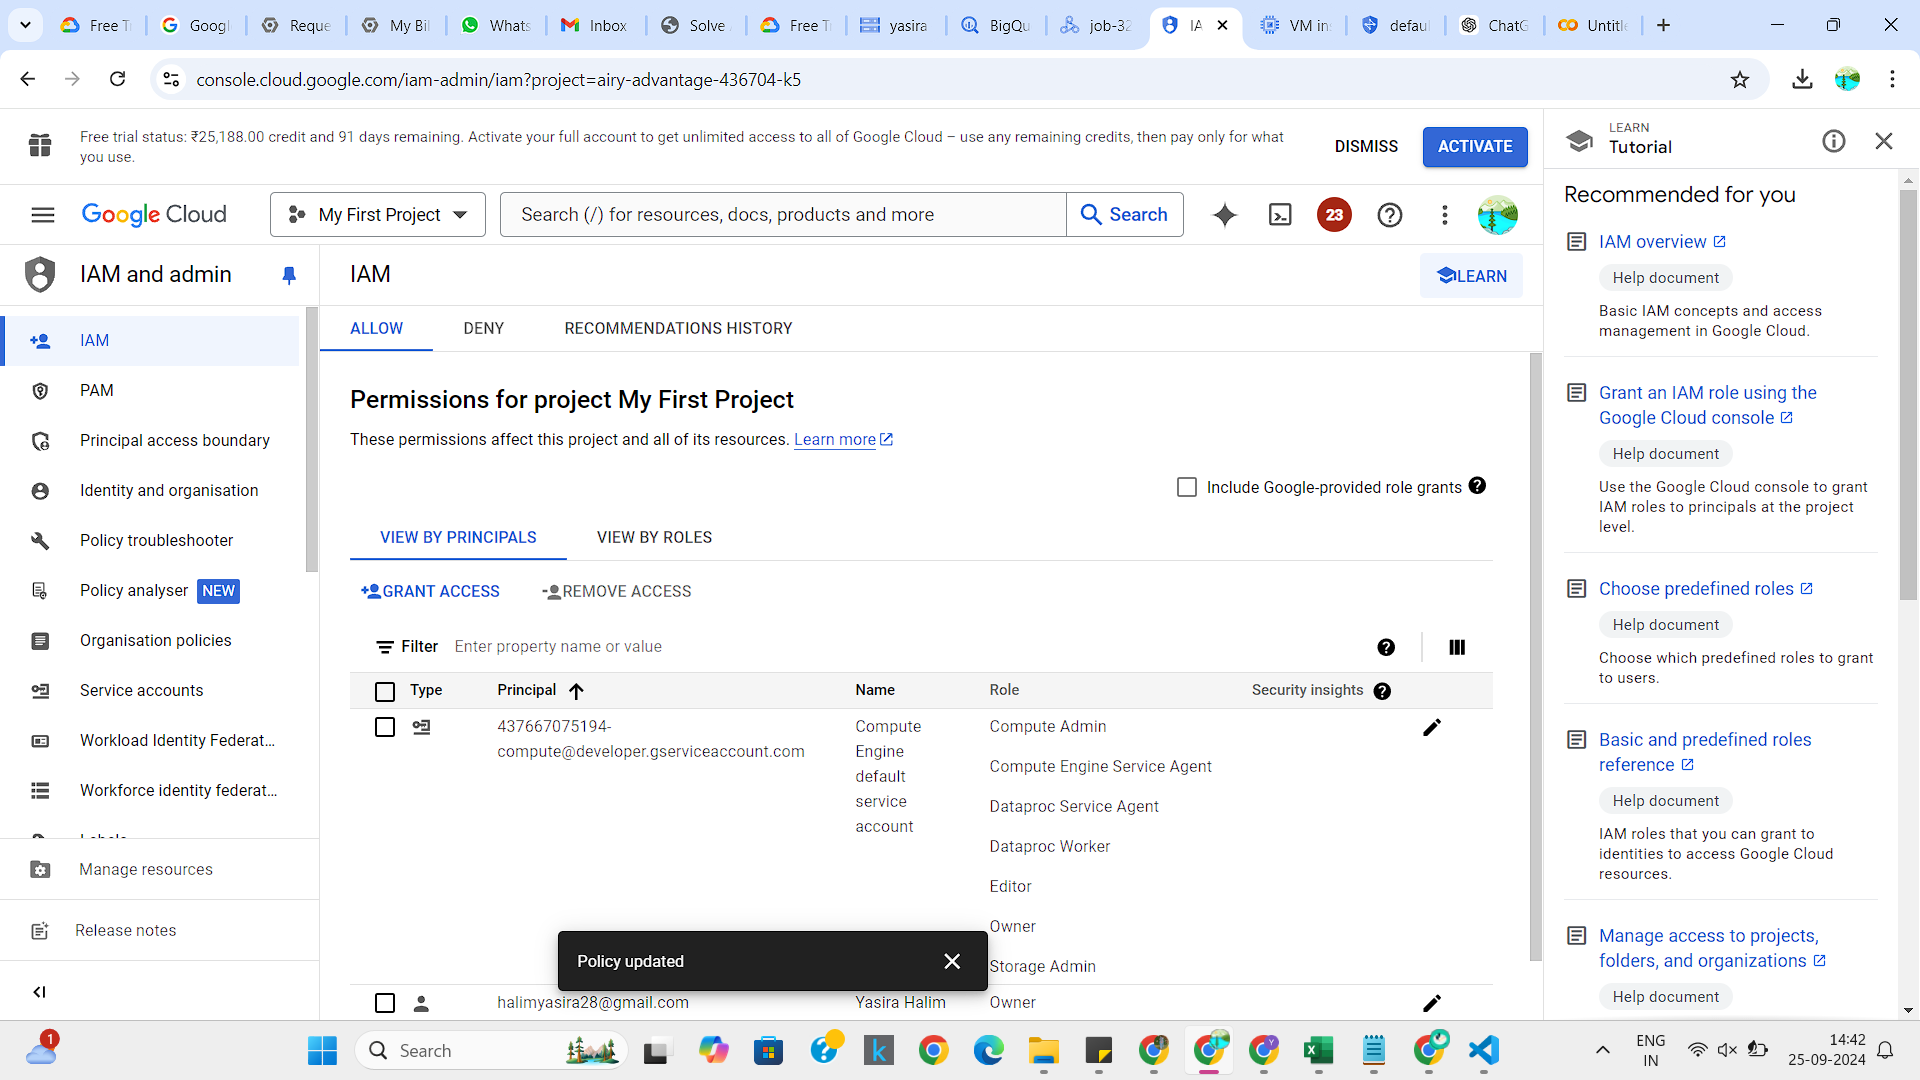 Free Tr
Google
Reque
My Bil
Whats
Inbox
Solve
Free Tr
yasira
BigQu
job-32
IA
VM in
defau
ChatG
Untitle
console.cloud.google.com/iam-admin/iam?project=airy-advantage-436704-k5
Free trial status: ₹25,188.00 credit and 91 days remaining. Activate your full account to get unlimited access to all of Google Cloud – use any remaining credits, then pay only for what
you use.
DISMISS
ACTIVATE
Google Cloud
My First Project
Search (/) for resources, docs, products and more
Search
23
IAM and admin
IAM
PAM
Principal access boundary
Identity and organisation
Policy troubleshooter
Policy analyser NEW
Organisation policies
Service accounts
Workload Identity Federat...
Workforce identity federat...
Labels
Manage resources
Release notes
IAM
LEARN
ALLOW
DENY
RECOMMENDATIONS HISTORY
Permissions for project My First Project
These permissions affect this project and all of its resources. Learn more
Include Google-provided role grants
VIEW BY PRINCIPALS
VIEW BY ROLES
GRANT ACCESS
REMOVE ACCESS
Filter Enter property name or value
Type Principal Name Role Security insights
437667075194-
compute@developer.gserviceaccount.com
Compute
Engine
default
service
account
Compute Admin
Compute Engine Service Agent
Dataproc Service Agent
Dataproc Worker
Editor
Owner
Storage Admin
halimyasira28@gmail.com Yasira Halim Owner
Policy updated
LEARN
Tutorial
Recommended for you
IAM overview
Help document
Basic IAM concepts and access
management in Google Cloud.
Grant an IAM role using the
Google Cloud console
Help document
Use the Google Cloud console to grant
IAM roles to principals at the project
level.
Choose predefined roles
Help document
Choose which predefined roles to grant
to users.
Basic and predefined roles
reference
Help document
IAM roles that you can grant to
identities to access Google Cloud
resources.
Manage access to projects,
folders, and organizations
Help document
1
Search
ENG
IN
14:42
25-09-2024